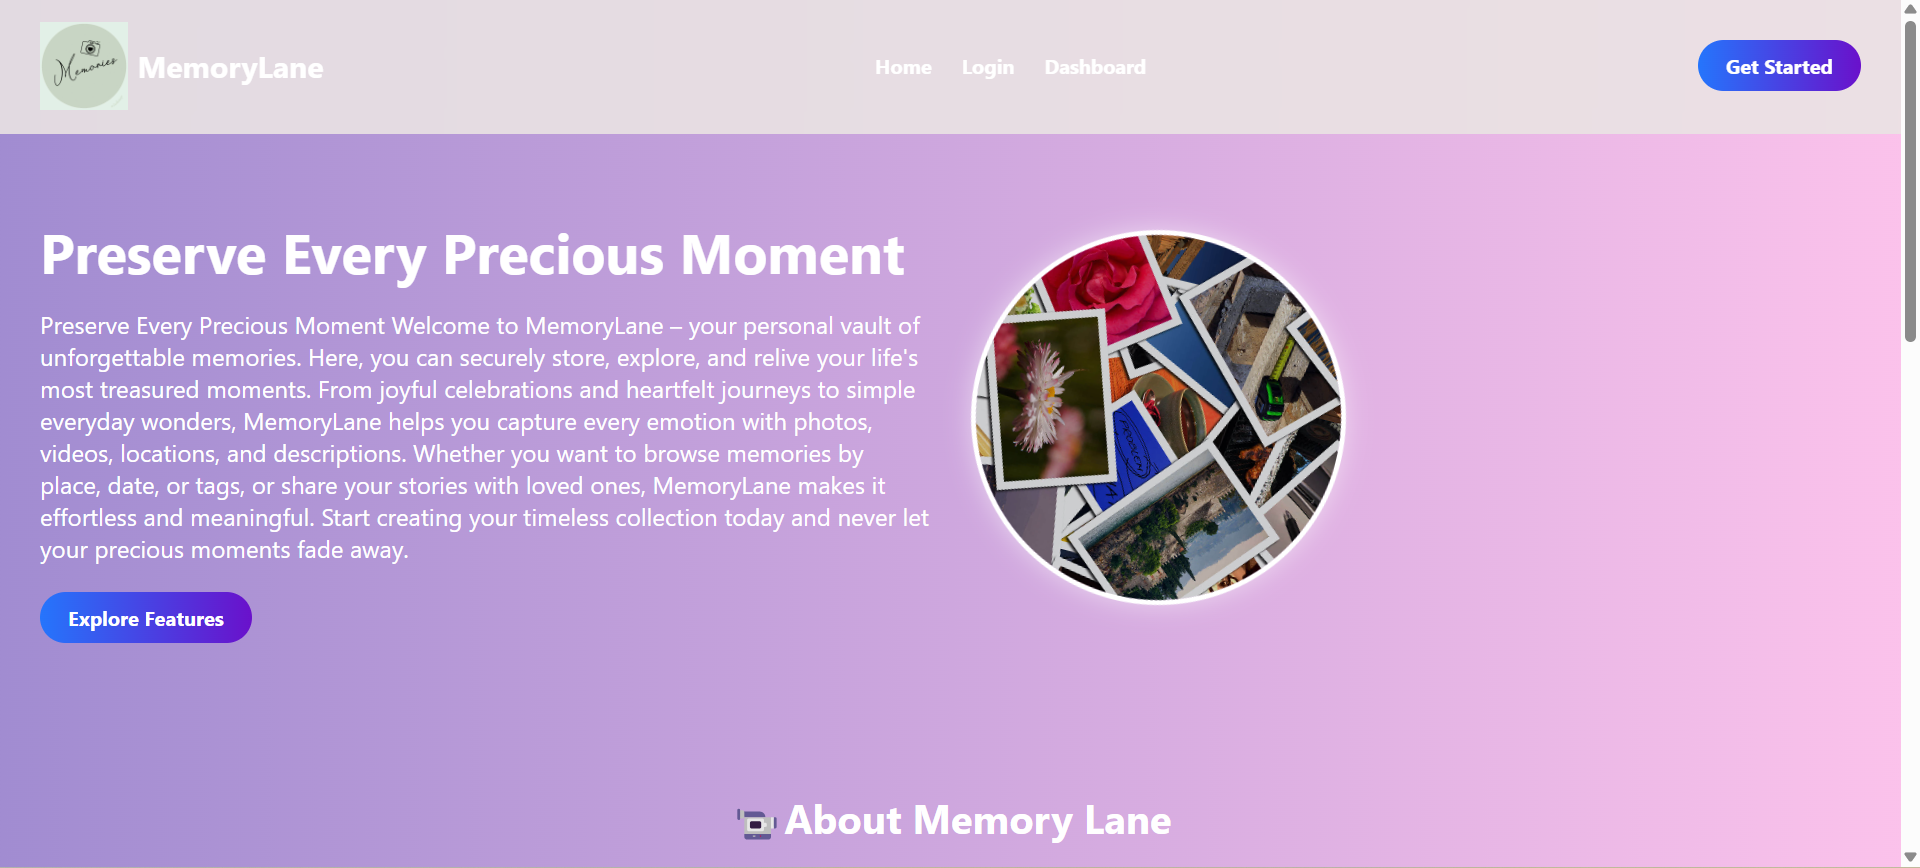 Memories
MemoryLane
Home
Login
Dashboard
Get Started
Preserve Every Precious Moment
Preserve Every Precious Moment Welcome to MemoryLane – your personal vault of
unforgettable memories. Here, you can securely store, explore, and relive your life's
most treasured moments. From joyful celebrations and heartfelt journeys to simple
everyday wonders, MemoryLane helps you capture every emotion with photos,
videos, locations, and descriptions. Whether you want to browse memories by
place, date, or tags, or share your stories with loved ones, MemoryLane makes it
effortless and meaningful. Start creating your timeless collection today and never let
your precious moments fade away.
Explore Features
About Memory Lane